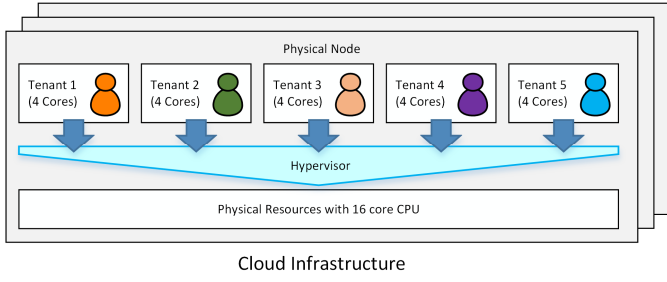 Physical Node
Tenant 1
(4 Cores)
Tenant 2
(4 Cores)
Tenant 3
(4 Cores)
Tenant 4
(4 Cores)
Tenant 5
(4 Cores)
Hypervisor
Physical Resources with 16 core CPU
Cloud Infrastructure